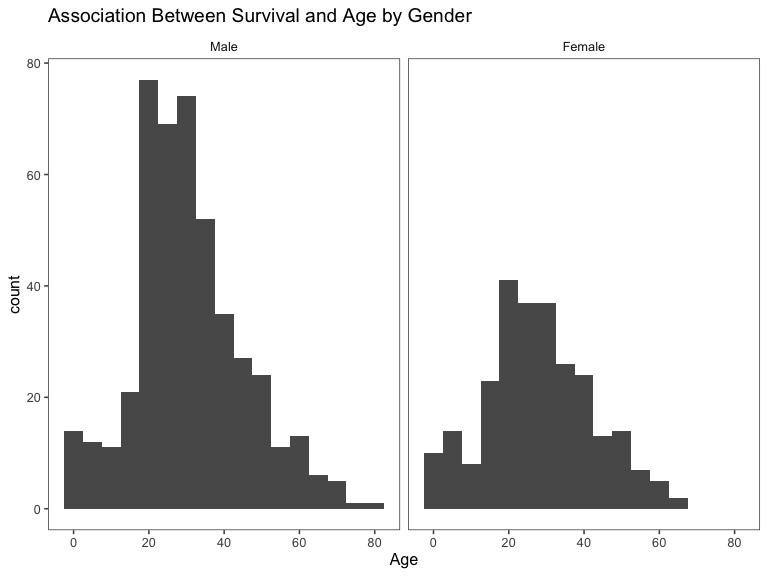 Association Between Survival and Age by Gender
Male
Female
80
60
40
20
0
count
0 20 40 60 80
0 20 40 60 80
Age